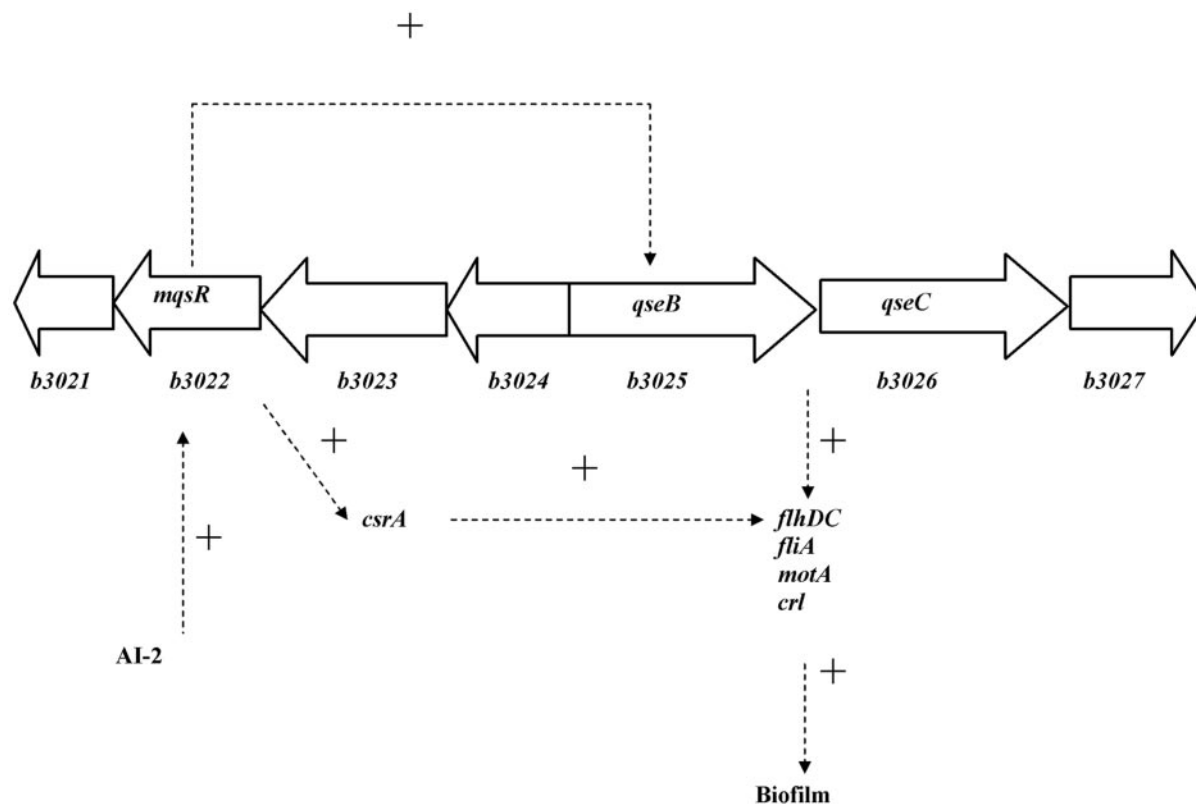 +
mqsR
qseB
qseC
b3021
b3022
b3023
b3024
b3025
b3026
b3027
+
+
+
csrA
flhDC
fliA
motA
crl
+
AI-2
+
Biofilm